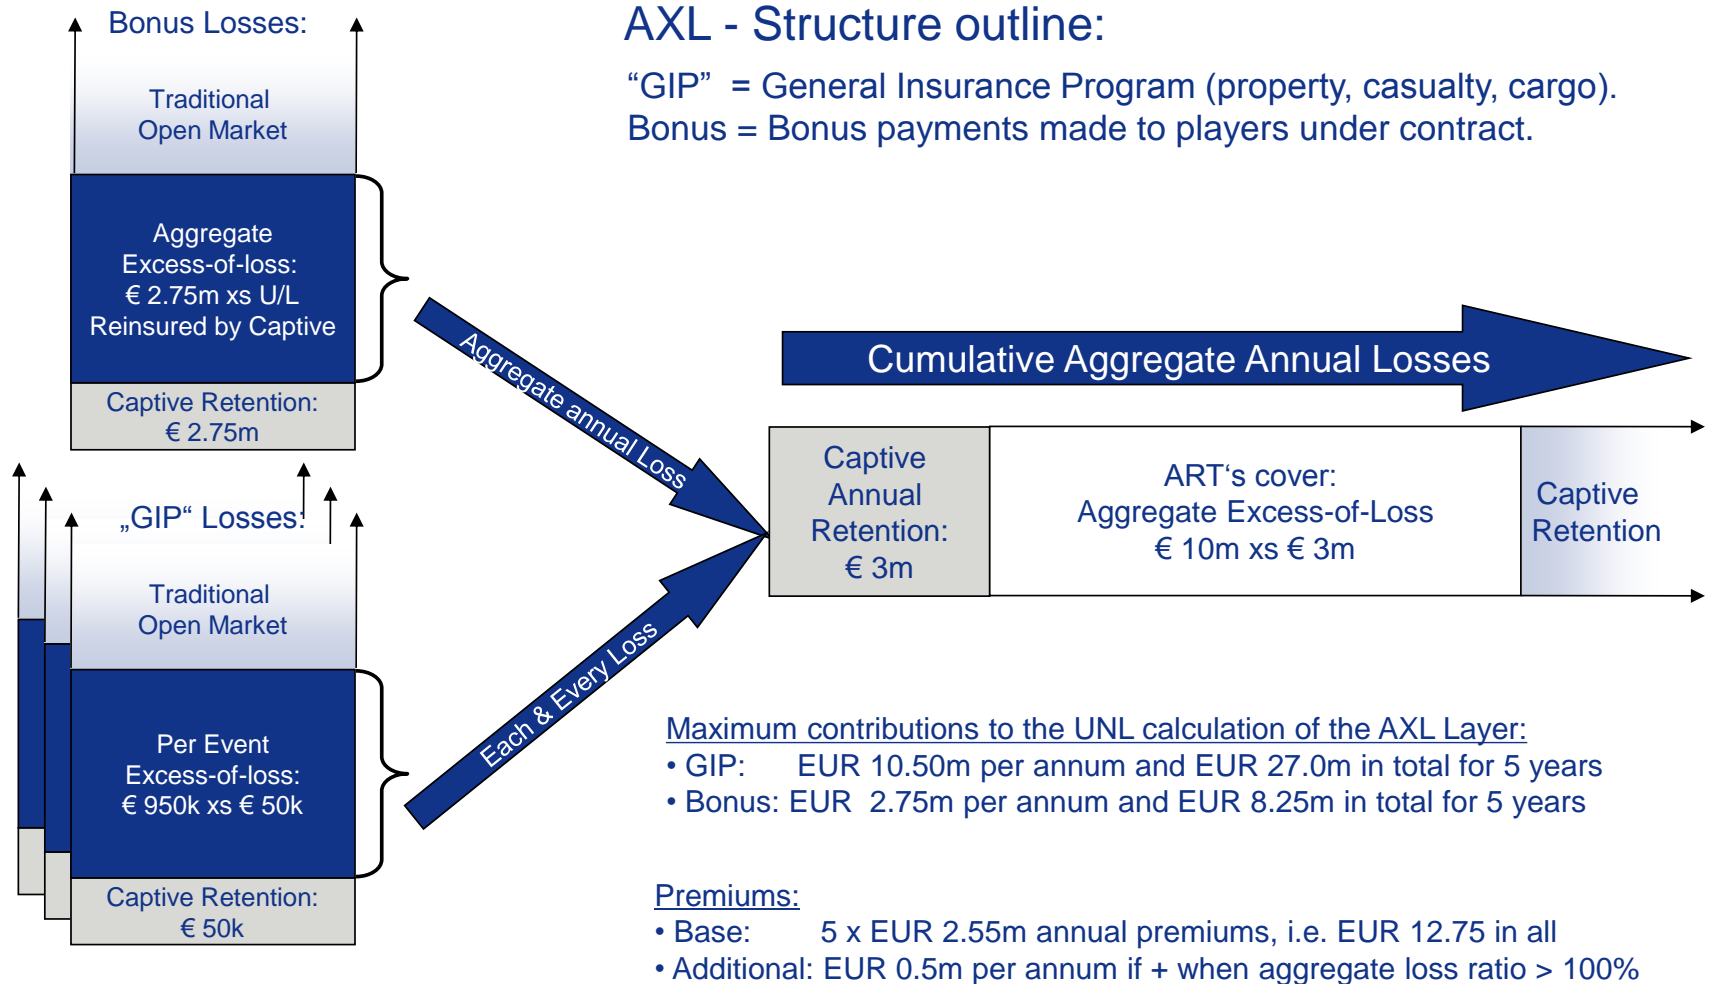 AXL - Structure outline:
“GIP” = General Insurance Program (property, casualty, cargo).
Bonus = Bonus payments made to players under contract.
Bonus Losses:
Traditional
Open Market
Aggregate
Excess-of-loss:
€ 2.75m xs U/L
Reinsured by Captive
Captive Retention:
€ 2.75m
„GIP“ Losses:
Traditional
Open Market
Per Event
Excess-of-loss:
€ 950k xs € 50k
Captive Retention:
€ 50k
Aggregate annual Loss
Each & Every Loss
Cumulative Aggregate Annual Losses
Captive
Annual
Retention:
€ 3m
ART‘s cover:
Aggregate Excess-of-Loss
€ 10m xs € 3m
Captive
Retention
Maximum contributions to the UNL calculation of the AXL Layer:
• GIP: EUR 10.50m per annum and EUR 27.0m in total for 5 years
• Bonus: EUR 2.75m per annum and EUR 8.25m in total for 5 years
Premiums:
• Base: 5 x EUR 2.55m annual premiums, i.e. EUR 12.75 in all
• Additional: EUR 0.5m per annum if + when aggregate loss ratio > 100%